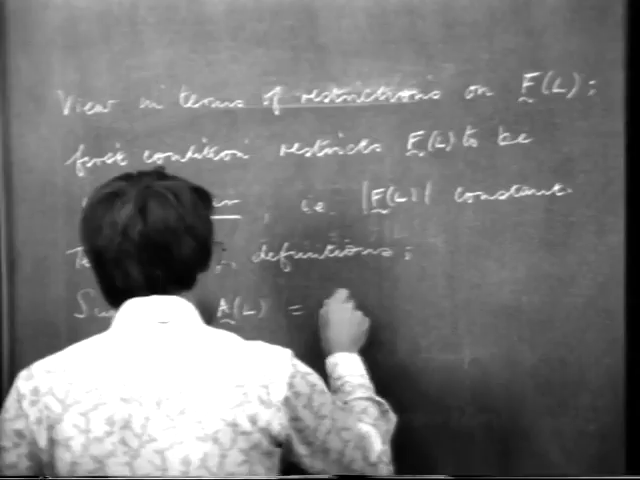 View in terms of restrictions on F(L):
first condition restricts F(L) to be
, i.e. |F(L)| constant.
definitions:
A(L) =